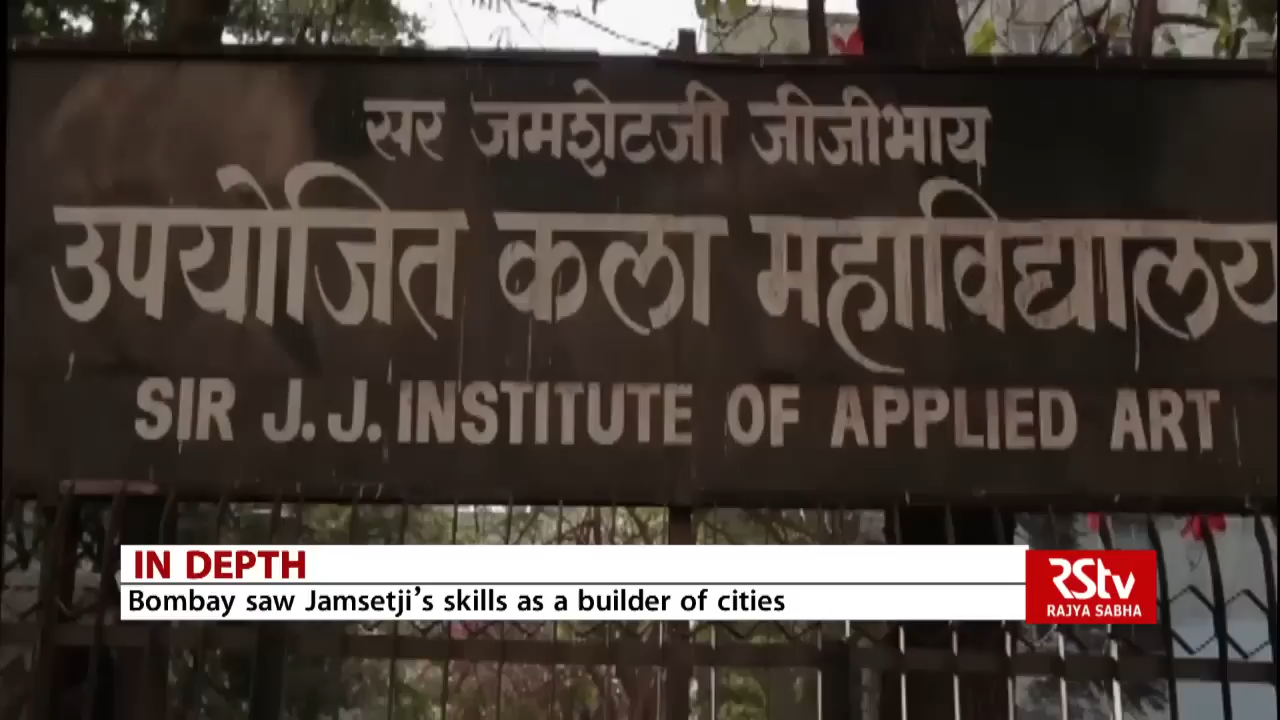 सर जमशेटजी जीजीभाय
उपयोजित कला महाविद्यालय
SIR J.J. INSTITUTE OF APPLIED ART
IN DEPTH
Bombay saw Jamsetji's skills as a builder of cities
RSTV
RAJYA SABHA